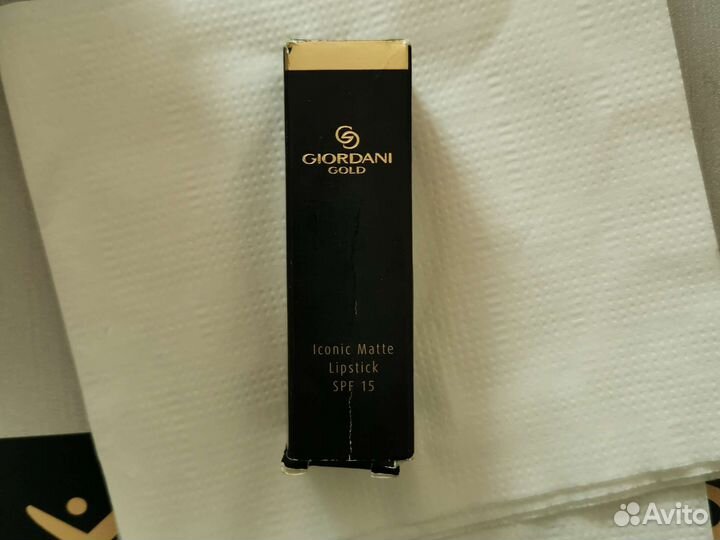 GIORDANI
GOLD
Iconic Matte
Lipstick
SPF 15
Avito